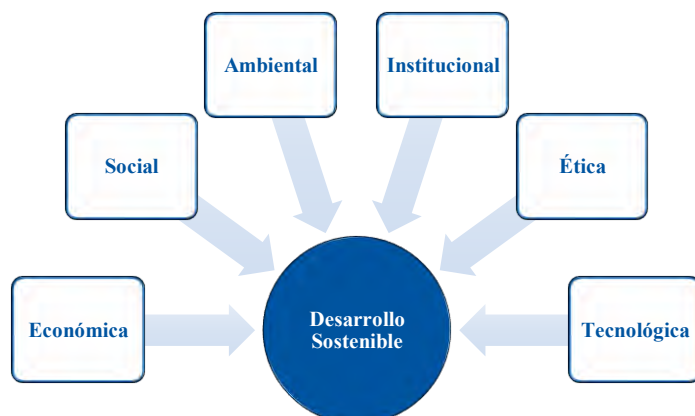 Ambiental
Institucional
Social
Ética
Económica
Desarrollo
Sostenible
Tecnológica